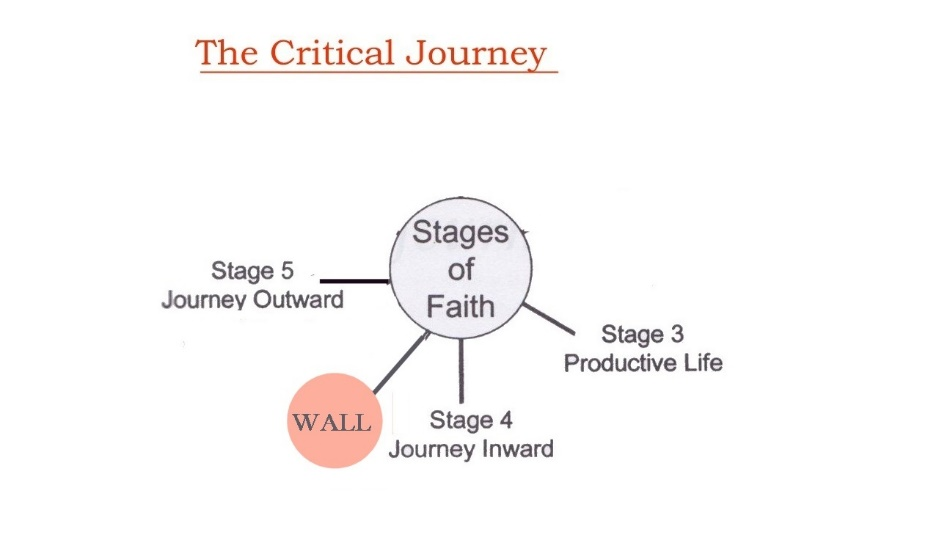 The Critical Journey
Stages
of
Faith
Stage 5
Journey Outward
Stage 3
Productive Life
WALL
Stage 4
Journey Inward